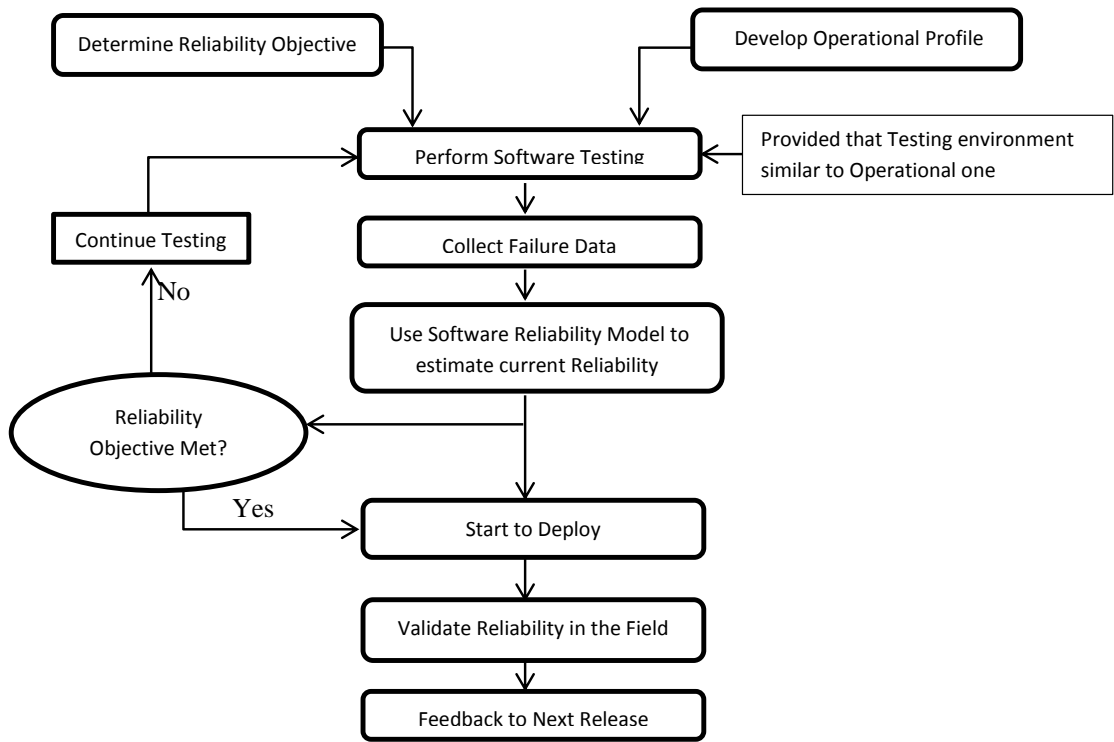 Determine Reliability Objective
Develop Operational Profile
Perform Software Testing
Provided that Testing environment
similar to Operational one
Continue Testing
Collect Failure Data
No
Use Software Reliability Model to
estimate current Reliability
Reliability
Objective Met?
Yes
Start to Deploy
Validate Reliability in the Field
Feedback to Next Release